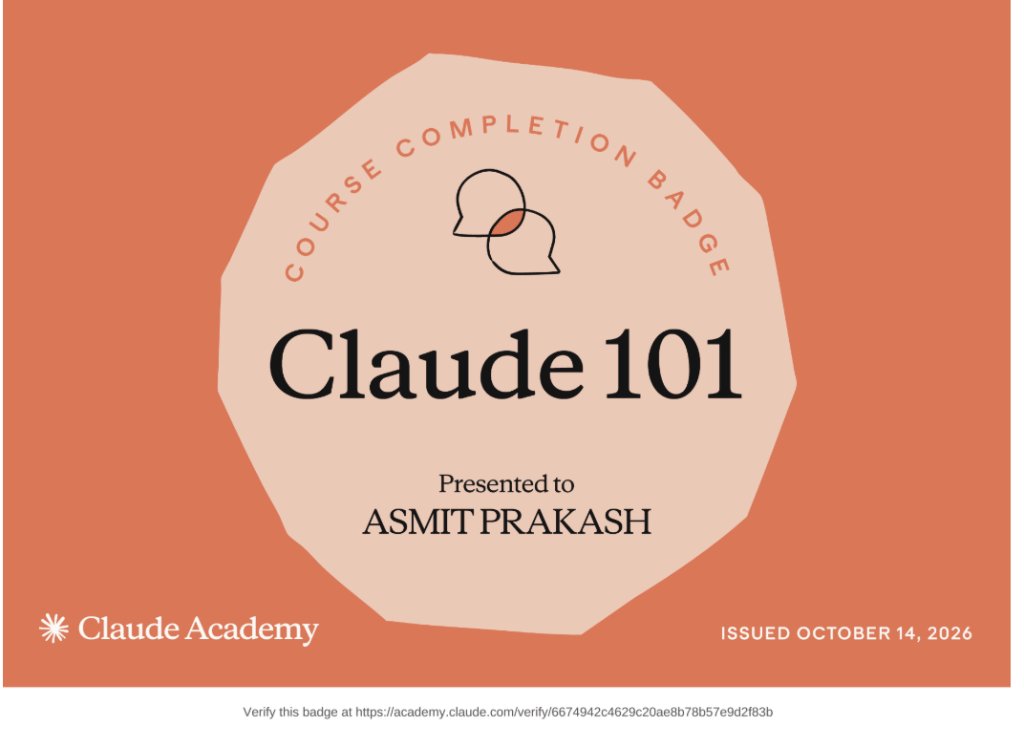 COURSE COMPLETION BADGE
Claude 101
Presented to
ASMIT PRAKASH
Claude Academy
ISSUED OCTOBER 14, 2026
Verify this badge at https://academy.claude.com/verify/6674942c4629c20ae8b78b57e9d2f83b